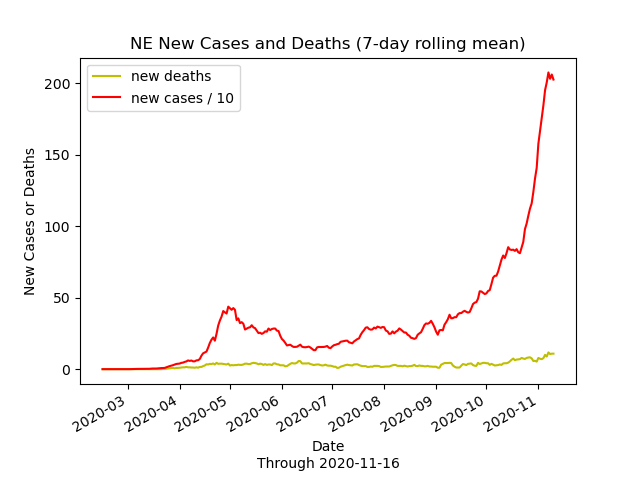 NE New Cases and Deaths (7-day rolling mean)
new deaths
new cases / 10
200
150
100
50
0
New Cases or Deaths
2020-03
2020-04
2020-05
2020-06
2020-07
2020-08
2020-09
2020-10
2020-11
Date
Through 2020-11-16